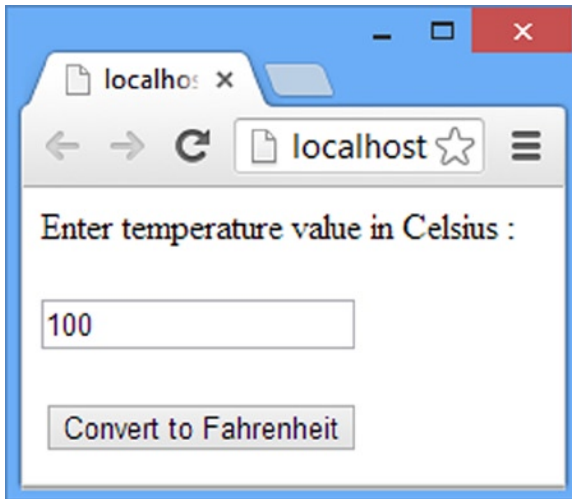 localhos
localhost
Enter temperature value in Celsius :
100
Convert to Fahrenheit